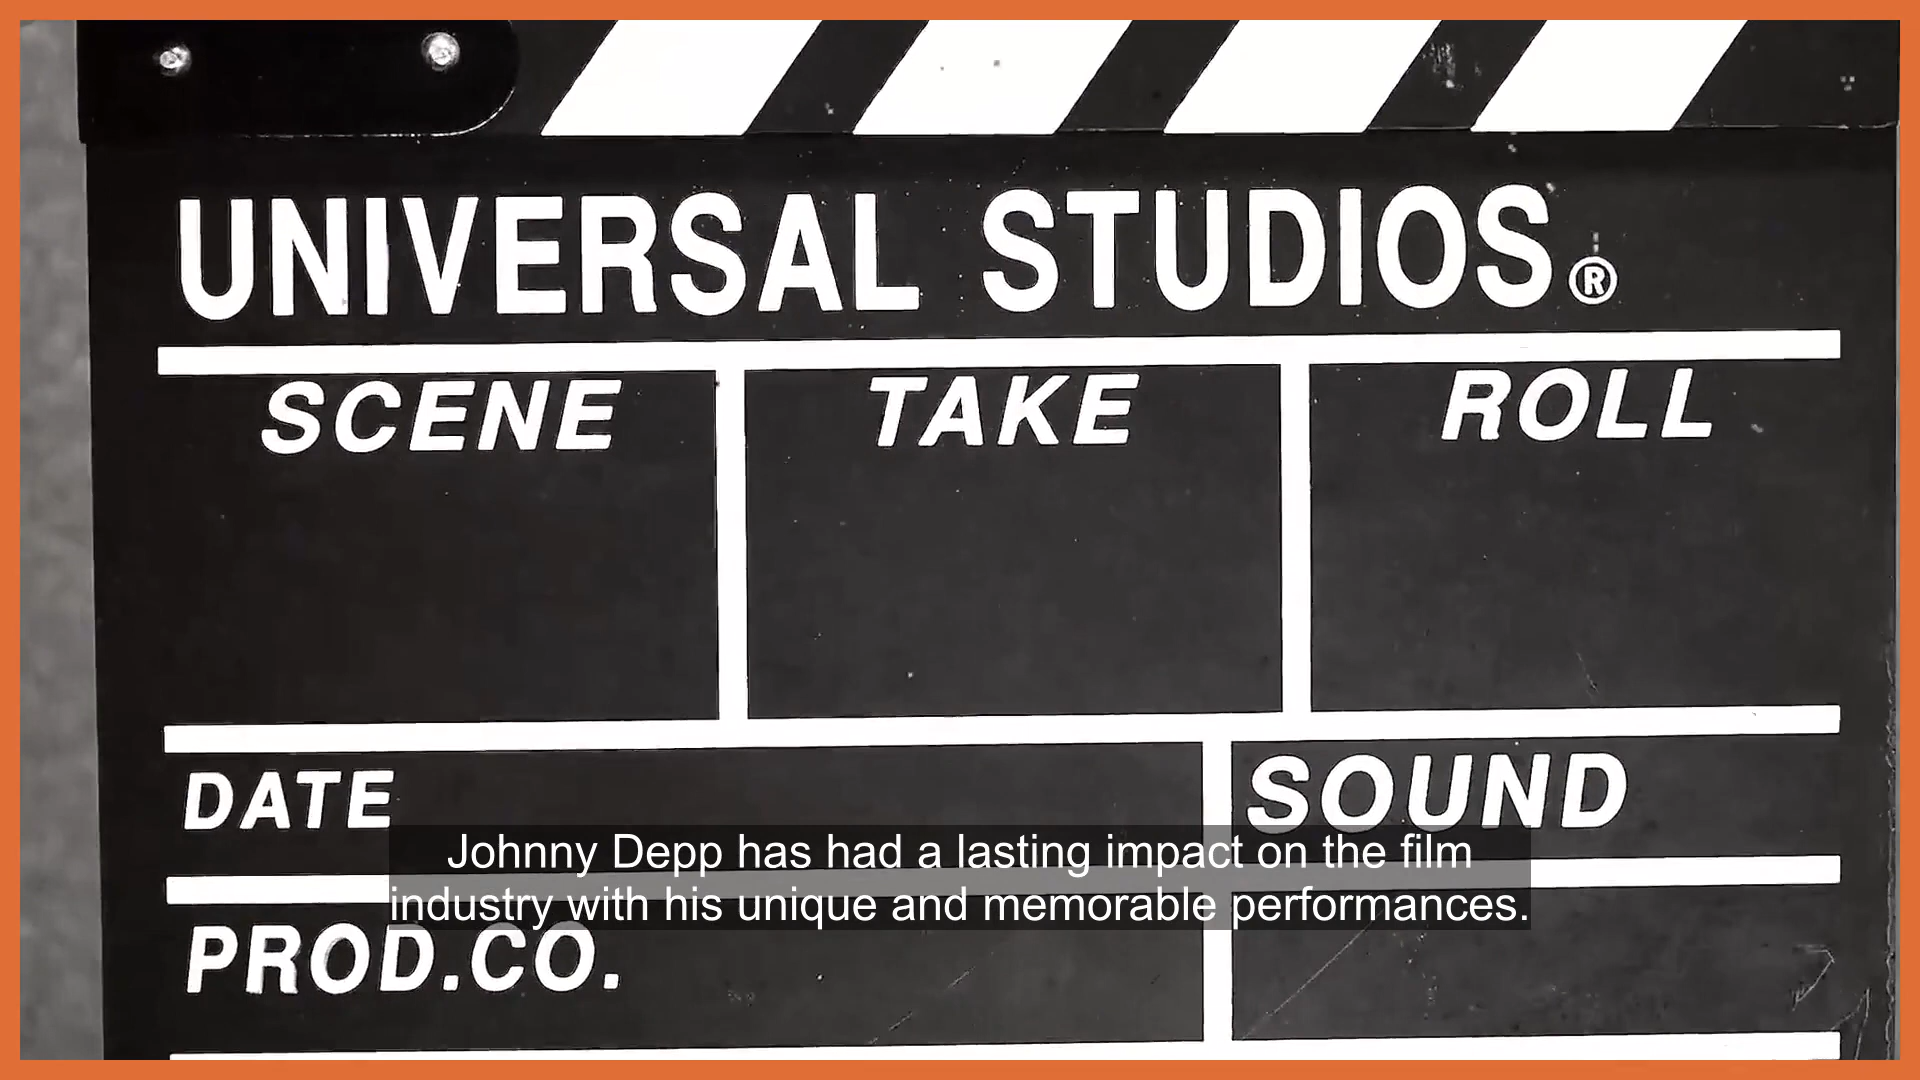 UNIVERSAL STUDIOS®
SCENE TAKE ROLL
DATE SOUND
Johnny Depp has had a lasting impact on the film
industry with his unique and memorable performances.
PROD.CO.